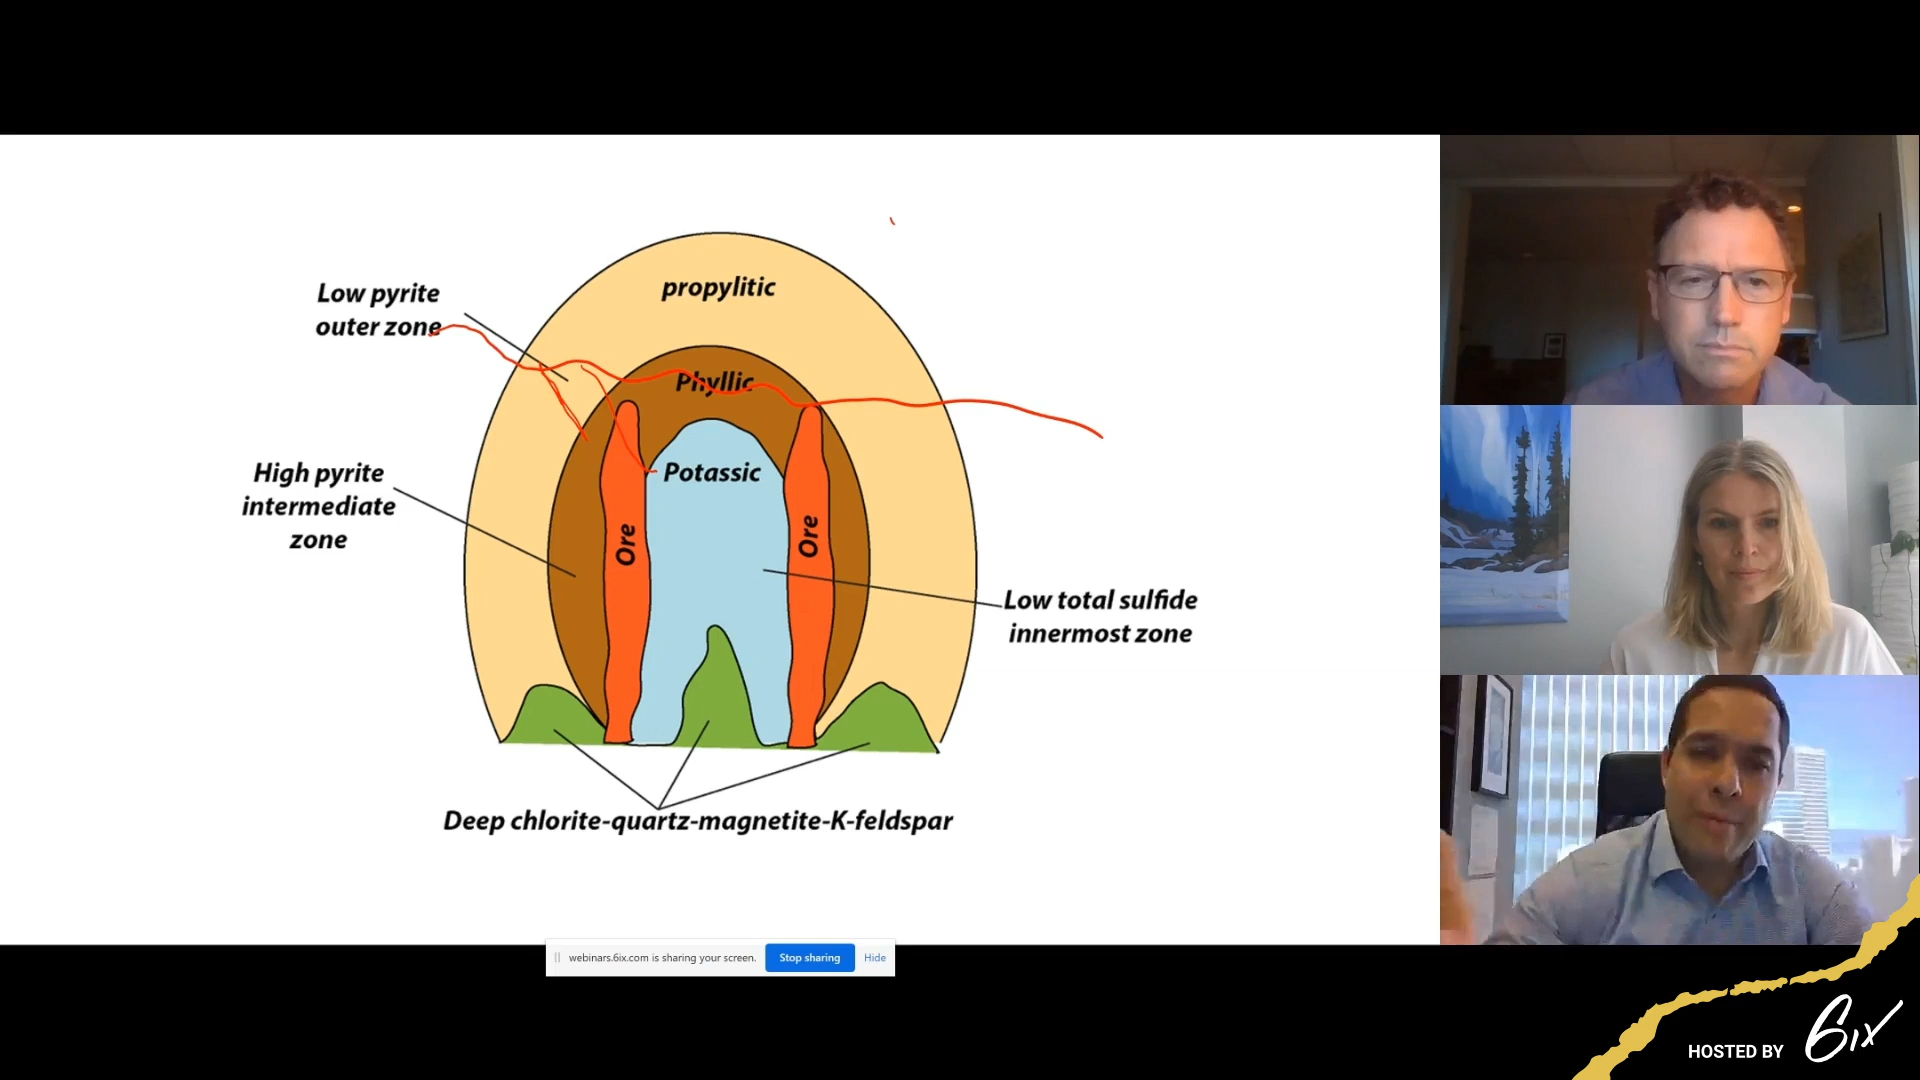 propylitic
Low pyrite
outer zone
Phyllic
Potassic
High pyrite
intermediate
zone
Ore
Ore
Low total sulfide
innermost zone
Deep chlorite-quartz-magnetite-K-feldspar
webinars.6ix.com is sharing your screen.
Stop sharing
Hide
HOSTED BY 6ix